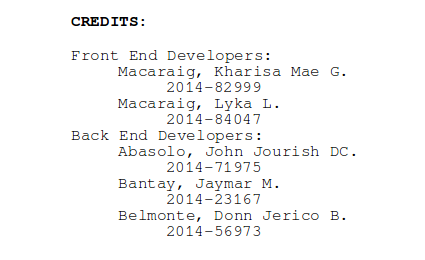 CREDITS:
Front End Developers:
Macaraig, Kharisa Mae G.
2014-82999
Macaraig, Lyka L.
2014-84047
Back End Developers:
Abasolo, John Jourish DC.
2014-71975
Bantay, Jaymar M.
2014-23167
Belmonte, Donn Jerico B.
2014-56973